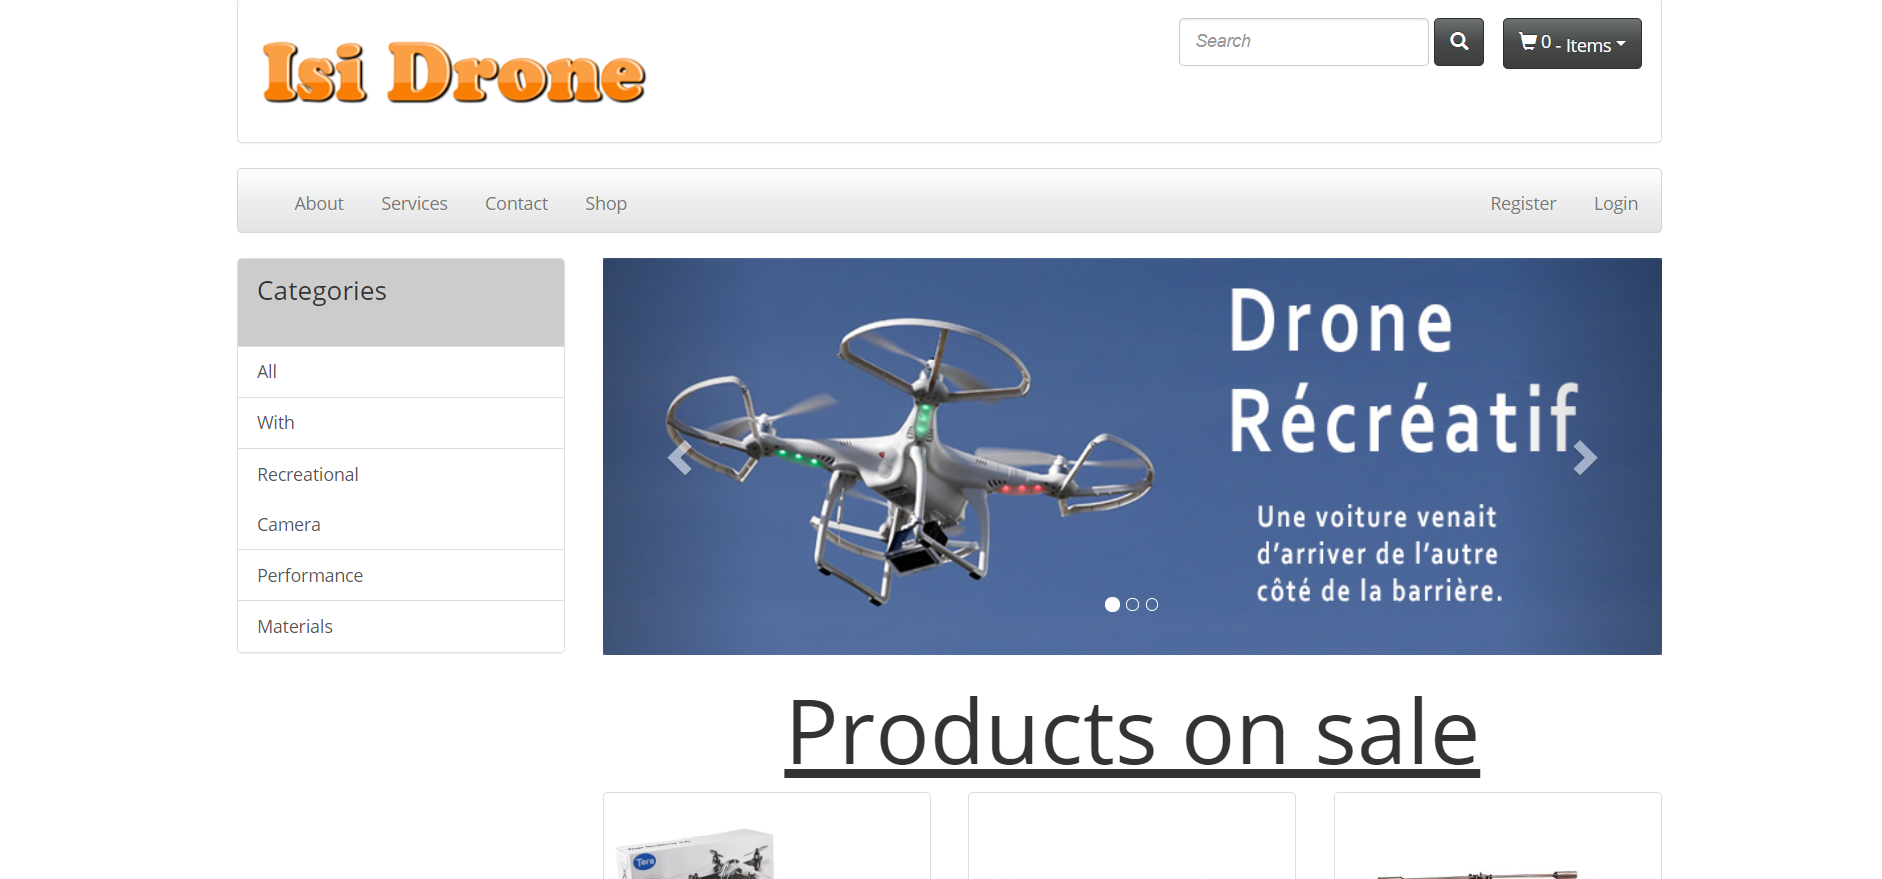 Isi Drone
Search
0 - Items
About
Services
Contact
Shop
Register
Login
Categories
All
With
Recreational
Camera
Performance
Materials
Drone
Récréatif
Une voiture venait
d’arriver de l’autre
côté de la barrière.
Products on sale
Tera